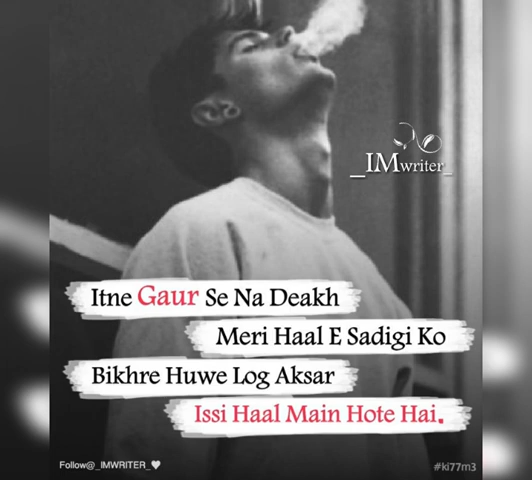 _IMwriter_
Itne Gaur Se Na Deakh
Meri Haal E Sadigi Ko
Bikhre Huwe Log Aksar
Issi Haal Main Hote Hai.
Follow@_IMWRITER_🤍
#ki77m3